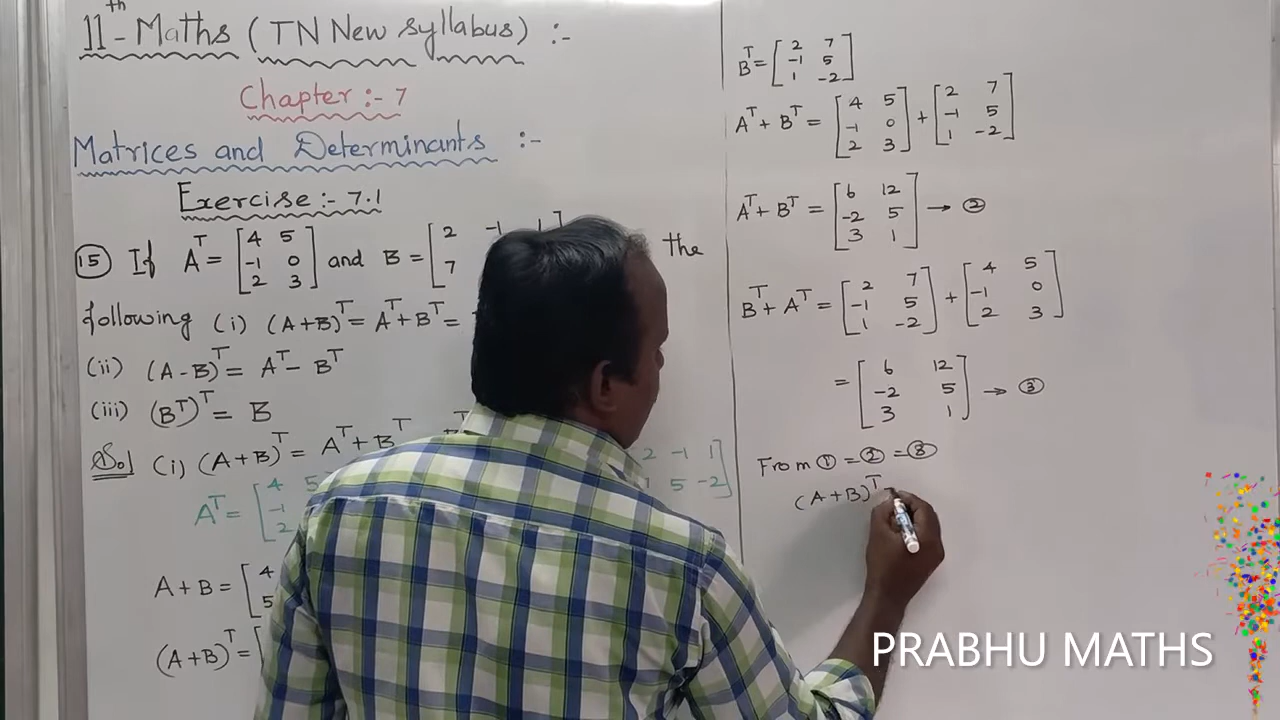 11th - Maths ( TN New Syllabus) :-
Chapter :- 7
Matrices and Determinants :-
Exercise :- 7.1
15 If A^T = [4 5
-1 0
2 3] and B = [2 -1 1
7 the
following (i) (A+B)^T = A^T + B^T =
(ii) (A-B)^T = A^T - B^T
(iii) (B^T)^T = B
Sol (i) (A+B)^T = A^T + B^T
A^T = [4 5
-1
2
2 -1 1]
5 -2]
A + B = [4
5
(A+B)^T = [
B^T = [2 7
-1 5
1 -2]
A^T + B^T = [4 5
-1 0
2 3] + [2 7
-1 5
1 -2]
A^T + B^T = [6 12
-2 5
3 1] → ②
B^T + A^T = [2 7
-1 5
1 -2] + [4 5
-1 0
2 3]
= [6 12
-2 5
3 1] → ③
From ① = ② = ③
(A+B)^T
PRABHU MATHS